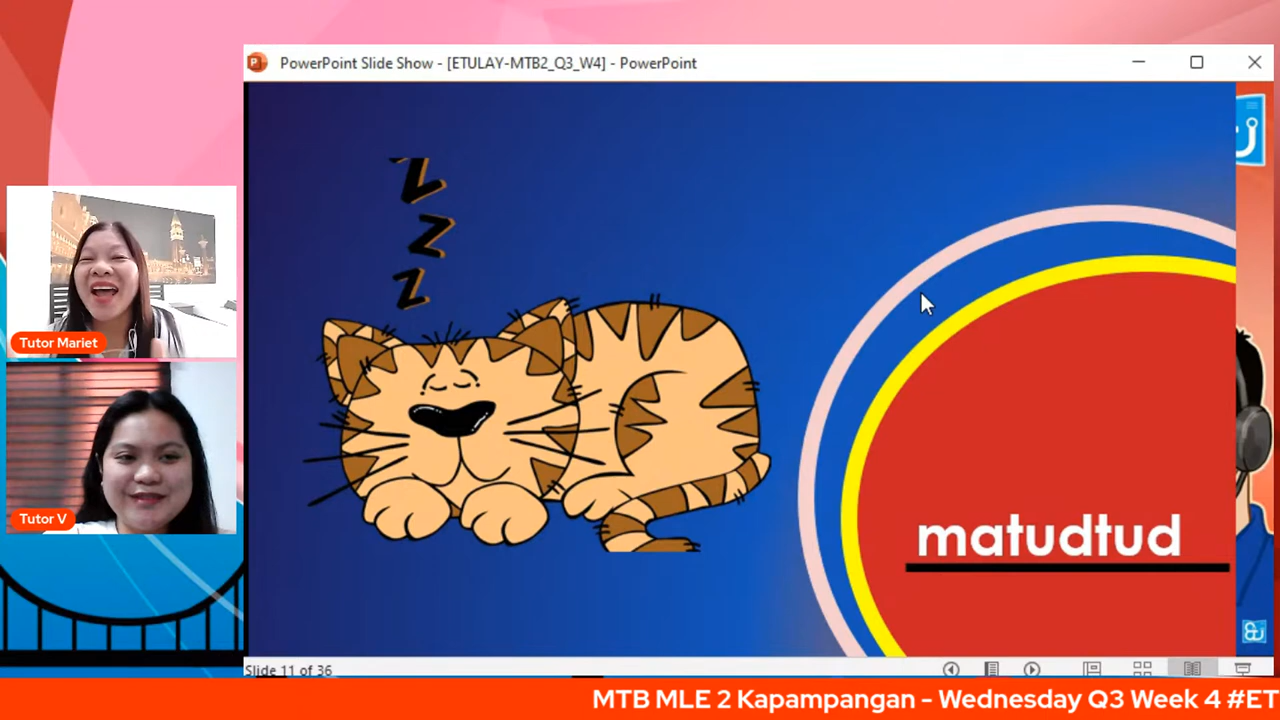 PowerPoint Slide Show - [ETULAY-MTB2_Q3_W4] - PowerPoint
Z
Z
Z
Tutor Mariet
Tutor V
matudtud
Slide 11 of 36
MTB MLE 2 Kapampangan - Wednesday Q3 Week 4 #ET